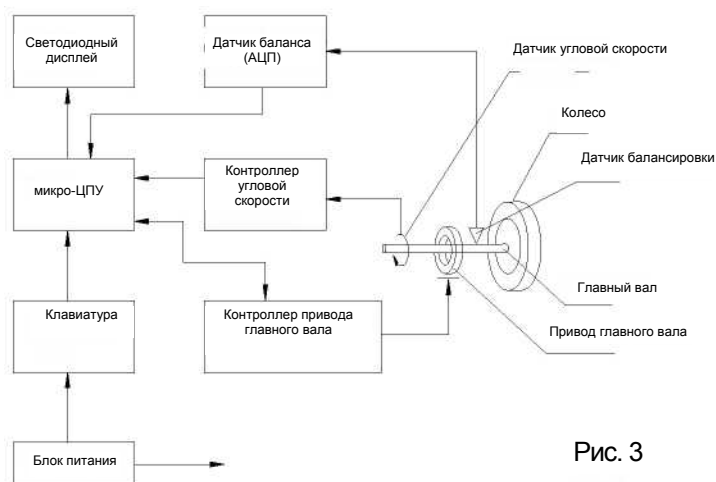 Светодиодный
дисплей
Датчик баланса
(АЦП)
Датчик угловой скорости
Колесо
Датчик балансировки
микро-ЦПУ
Контроллер
угловой
скорости
Главный вал
Клавиатура
Контроллер привода
главного вала
Привод главного вала
Блок питания
Рис. 3